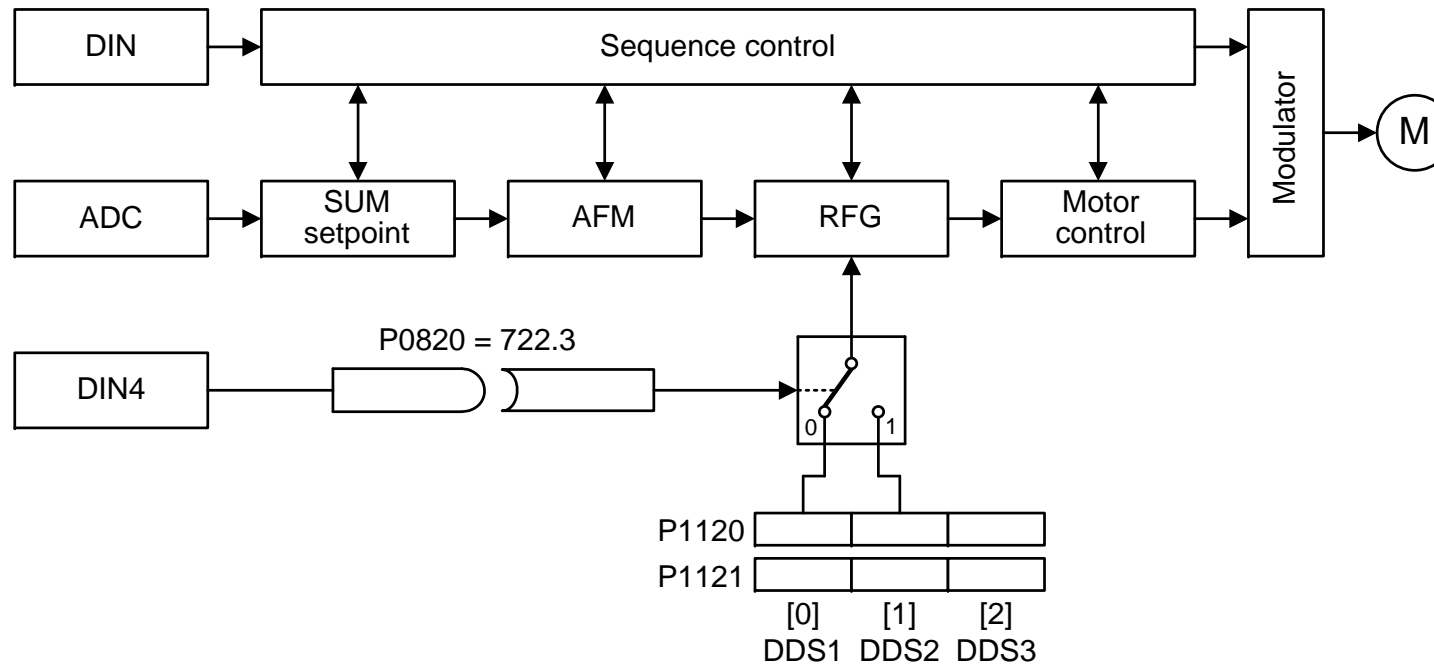 DIN
Sequence control
Modulator
M
ADC
SUM
setpoint
AFM
RFG
Motor
control
P0820 = 722.3
DIN4
0
1
P1120
P1121
[0]
[1]
[2]
DDS1
DDS2
DDS3